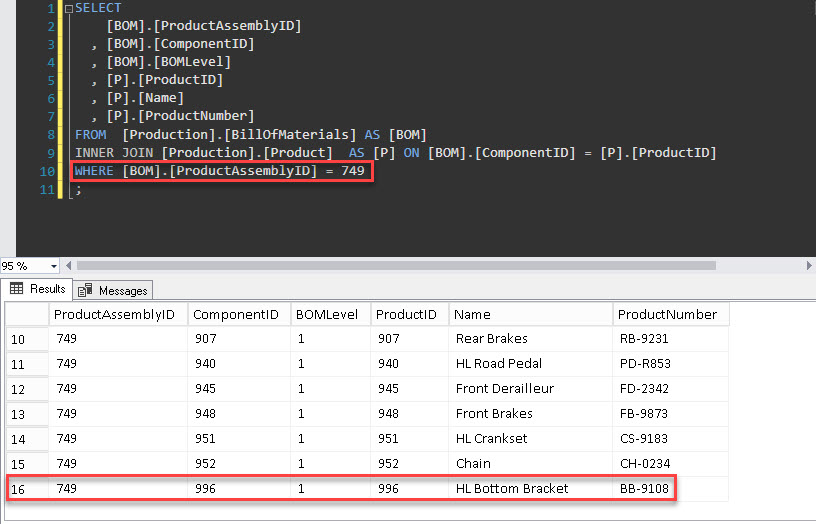 1 SELECT
2 [BOM].[ProductAssemblyID]
3 , [BOM].[ComponentID]
4 , [BOM].[BOMLevel]
5 , [P].[ProductID]
6 , [P].[Name]
7 , [P].[ProductNumber]
8 FROM [Production].[BillOfMaterials] AS [BOM]
9 INNER JOIN [Production].[Product] AS [P] ON [BOM].[ComponentID] = [P].[ProductID]
10 WHERE [BOM].[ProductAssemblyID] = 749
11 ;
95 %
Results Messages
ProductAssemblyID ComponentID BOMLevel ProductID Name ProductNumber
10 749 907 1 907 Rear Brakes RB-9231
11 749 940 1 940 HL Road Pedal PD-R853
12 749 945 1 945 Front Derailleur FD-2342
13 749 948 1 948 Front Brakes FB-9873
14 749 951 1 951 HL Crankset CS-9183
15 749 952 1 952 Chain CH-0234
16 749 996 1 996 HL Bottom Bracket BB-9108